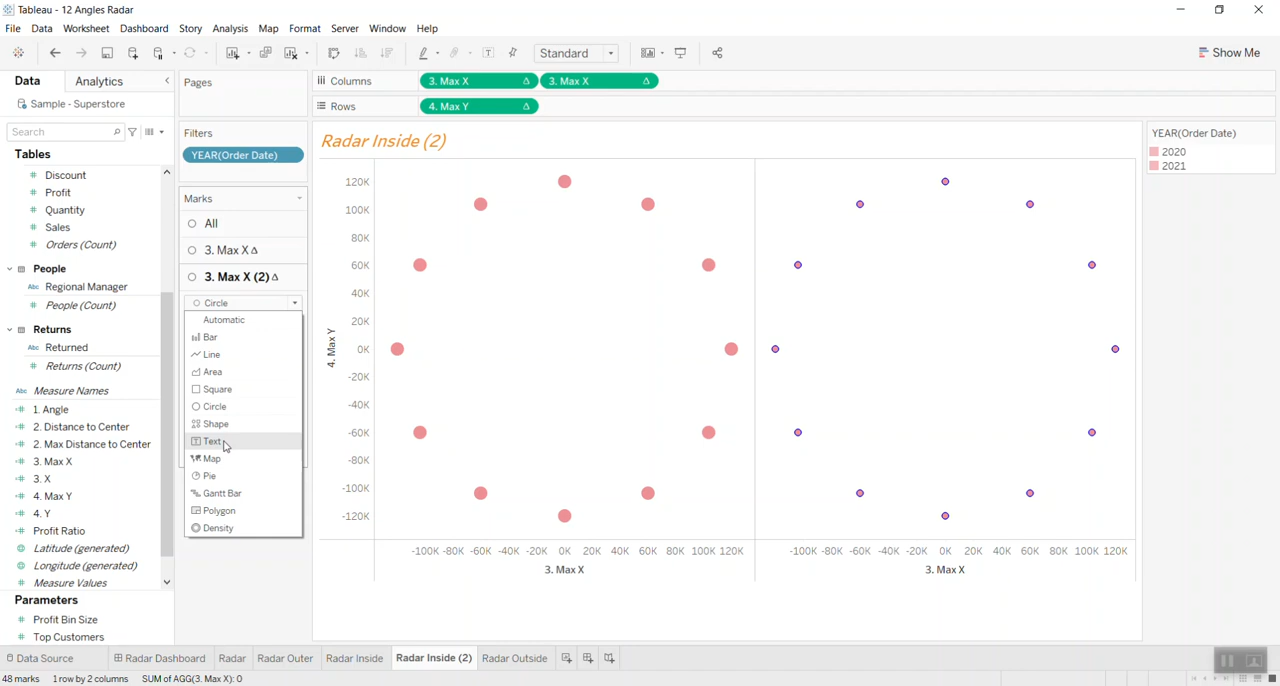 Tableau - 12 Angles Radar
File Data Worksheet Dashboard Story Analysis Map Format Server Window Help
Standard
Show Me
Data Analytics
Sample - Superstore
Search
Tables
Discount
Profit
Quantity
Sales
Orders (Count)
People
Abc Regional Manager
People (Count)
Returns
Abc Returned
Returns (Count)
Abc Measure Names
1. Angle
2. Distance to Center
2. Max Distance to Center
3. Max X
3. X
4. Max Y
4. Y
Profit Ratio
Latitude (generated)
Longitude (generated)
Measure Values
Parameters
Profit Bin Size
Top Customers
Pages
Filters
YEAR(Order Date)
Marks
All
3. Max X Δ
3. Max X (2) Δ
Circle
Automatic
Bar
Line
Area
Square
Circle
Shape
Text
Map
Pie
Gantt Bar
Polygon
Density
Columns 3. Max X Δ 3. Max X Δ
Rows 4. Max Y Δ
Radar Inside (2)
4. Max Y
120K
100K
80K
60K
40K
20K
0K
-20K
-40K
-60K
-80K
-100K
-120K
-100K -80K -60K -40K -20K 0K 20K 40K 60K 80K 100K 120K
3. Max X
-100K -80K -60K -40K -20K 0K 20K 40K 60K 80K 100K 120K
3. Max X
YEAR(Order Date)
2020
2021
Data Source Radar Dashboard Radar Radar Outer Radar Inside Radar Inside (2) Radar Outside
48 marks 1 row by 2 columns SUM of AGG(3. Max X): 0